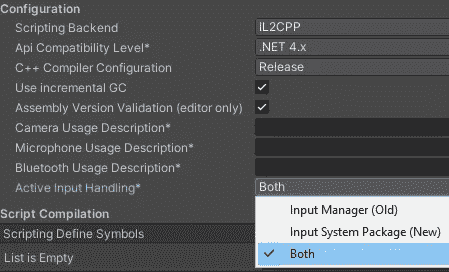 Configuration
Scripting Backend IL2CPP
Api Compatibility Level* .NET 4.x
C++ Compiler Configuration Release
Use incremental GC
Assembly Version Validation (editor only)
Camera Usage Description*
Microphone Usage Description*
Bluetooth Usage Description*
Active Input Handling* Both
Input Manager (Old)
Script Compilation
Input System Package (New)
Scripting Define Symbols
Both
List is Empty